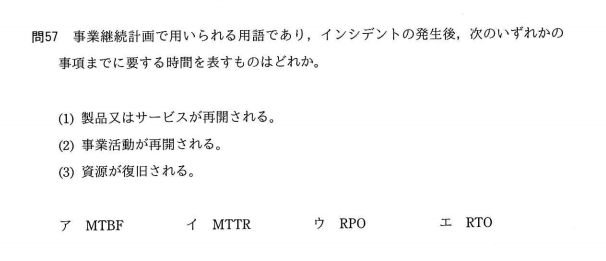 問57 事業継続計画で用いられる用語であり，インシデントの発生後，次のいずれかの
事項までに要する時間を表すものはどれか。
(1) 製品又はサービスが再開される。
(2) 事業活動が再開される。
(3) 資源が復旧される。
ア MTBF イ MTTR ウ RPO エ RTO